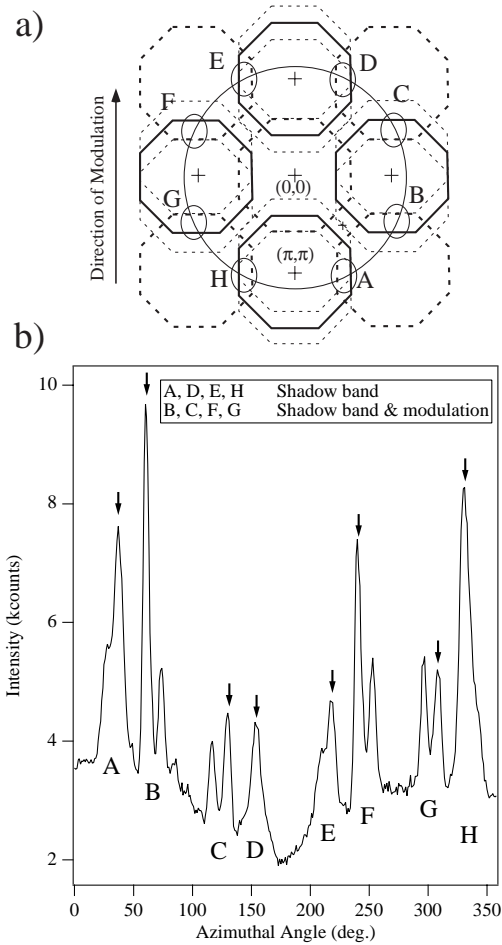 a)
E
D
F
C
Direction of Modulation
(0,0)
G
B
(π,π)
H
A
b)
10
A, D, E, H Shadow band
B, C, F, G Shadow band & modulation
8
6
Intensity (kcounts)
4
A
B
C
D
E
F
G
H
2
0
50
100
150
200
250
300
350
Azimuthal Angle (deg.)